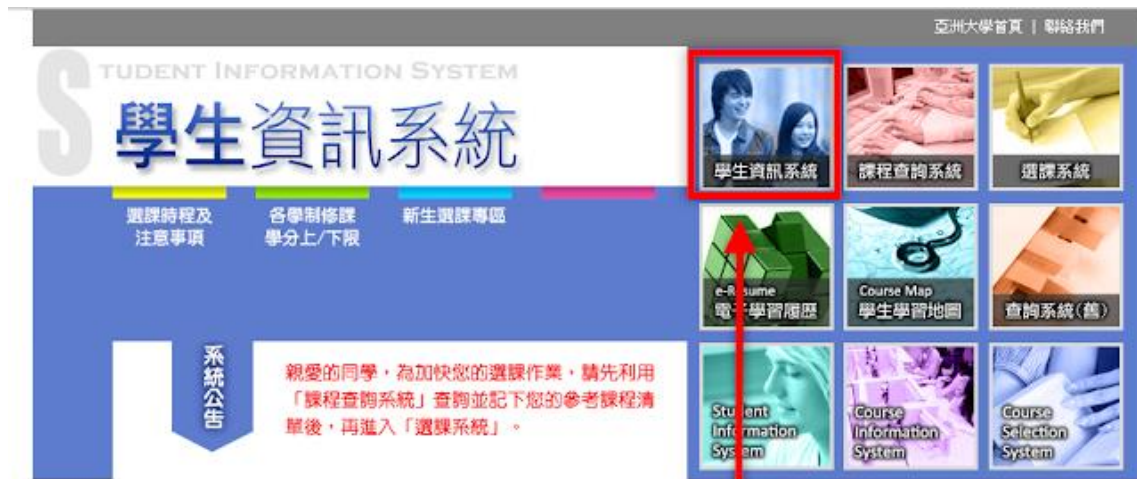 亞洲大學首頁 | 聯絡我們
STUDENT INFORMATION SYSTEM
學生資訊系統
選課時程及
注意事項
各學制修課
學分上/下限
新生選課專區
系統公告
親愛的同學，為加快您的選課作業，請先利用
「課程查詢系統」查詢並記下您的參考課程清
單後，再進入「選課系統」。
學生資訊系統
課程查詢系統
選課系統
e-Resume
電子學習履歷
Course Map
學生學習地圖
查詢系統(舊)
Student
Information
System
Course
Information
System
Course
Selection
System